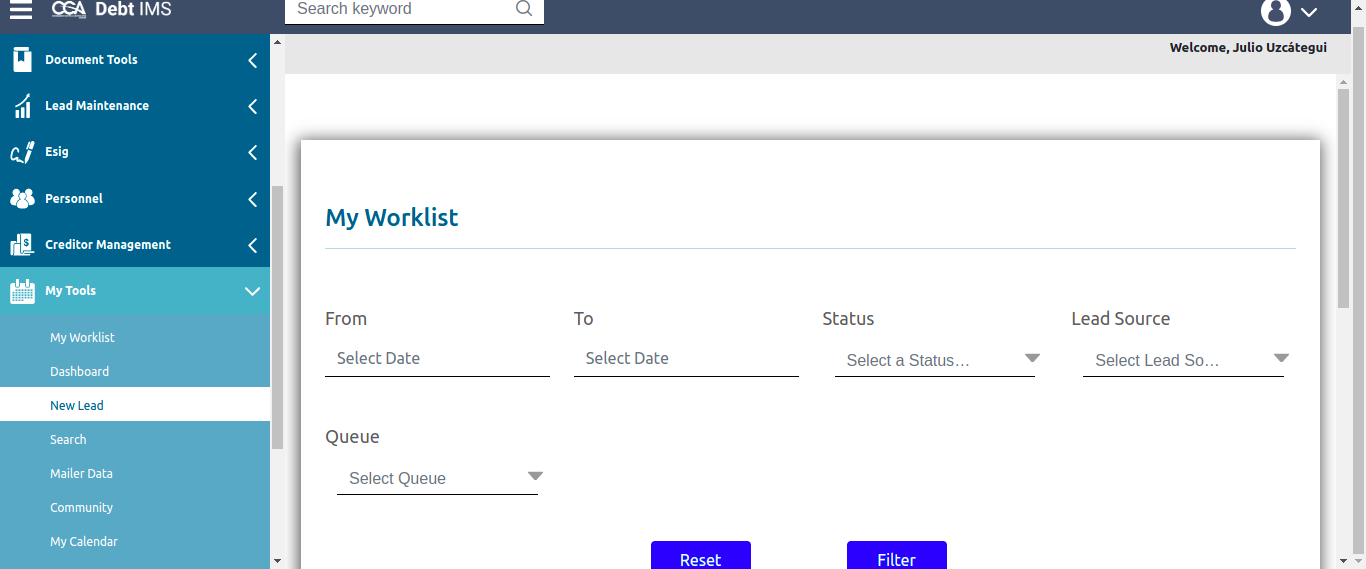 CGA Debt IMS
Search keyword
Welcome, Julio Uzcátegui
Document Tools
Lead Maintenance
Esig
Personnel
Creditor Management
My Tools
My Worklist
Dashboard
New Lead
Search
Mailer Data
Community
My Calendar
My Worklist
From To Status Lead Source
Select Date Select Date Select a Status... Select Lead So...
Queue
Select Queue
Reset Filter